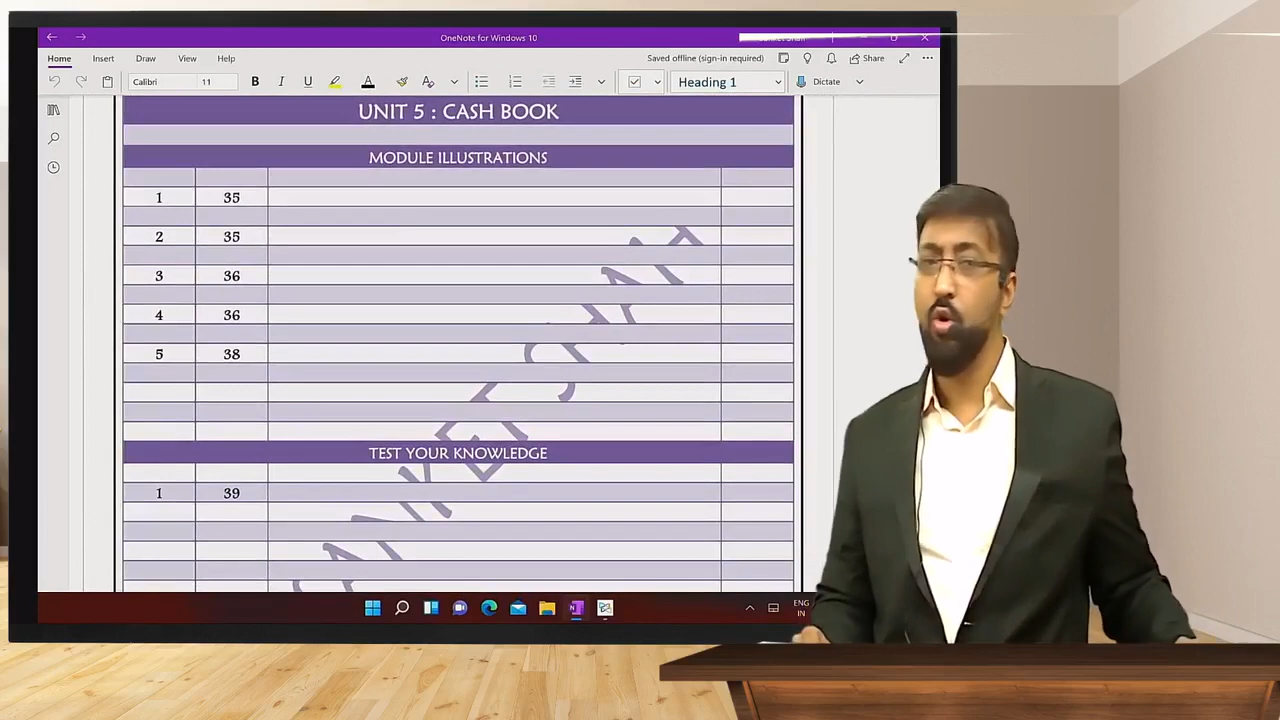 OneNote for Windows 10
Home Insert Draw View Help Saved offline (sign-in required) Share
Calibri 11 B I U A Heading 1 Dictate
UNIT 5 : CASH BOOK
MODULE ILLUSTRATIONS
1 35
2 35
3 36
4 36
5 38
TEST YOUR KNOWLEDGE
1 39
SANKET SHAH
ENG
IN